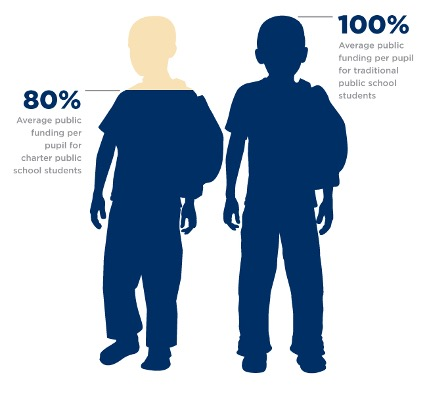 80%
Average public
funding per
pupil for
charter public
school students
100%
Average public
funding per pupil
for traditional
public school
students